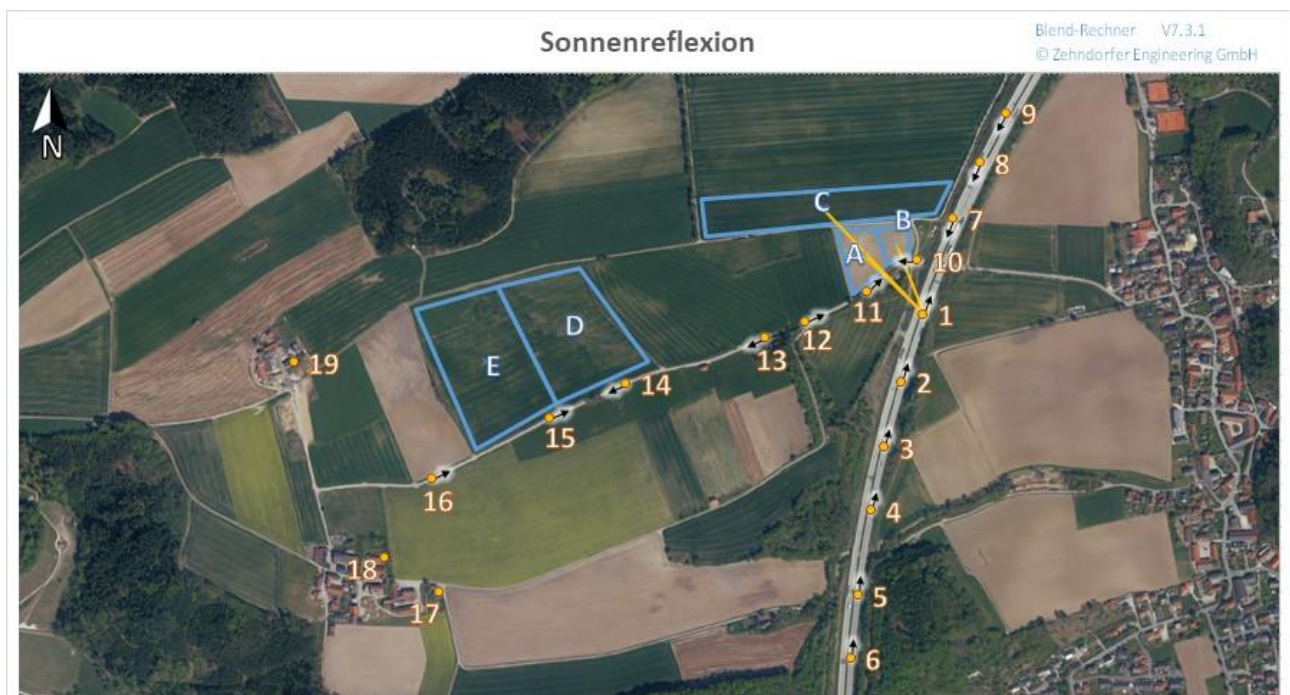 Sonnenreflexion
Blend-Rechner V7.3.1
© Zehndorfer Engineering GmbH
N
9
8
C
B
7
A
10
11
1
12
D
13
19
E
2
14
15
3
16
4
18
17
5
6